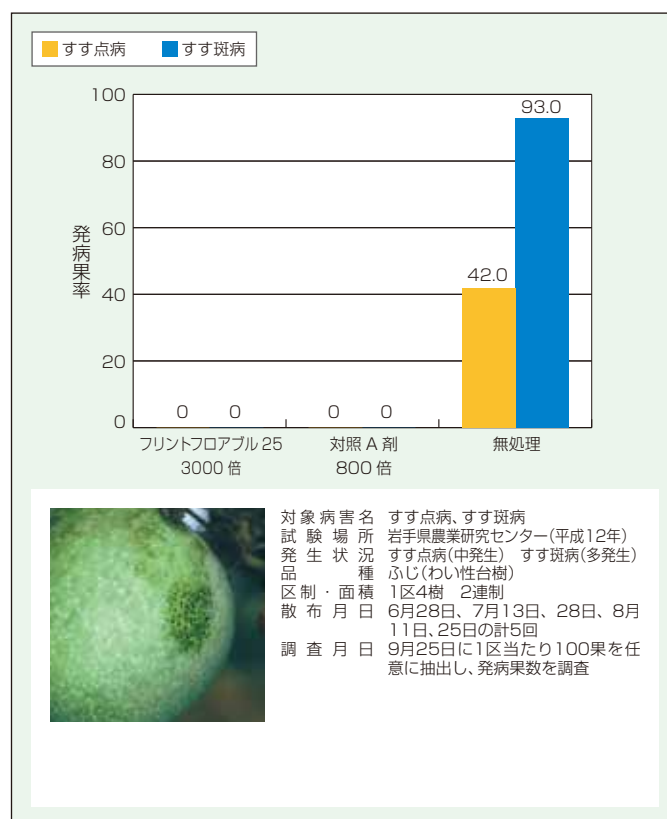 すす点病 すす斑病
発病果率
100
80
60
40
20
0
0 0 0 0 42.0 93.0
フリントフロアブル25 対照A剤 無処理
3000倍 800倍
対象病害名 すす点病、すす斑病
試験場所 岩手県農業研究センター(平成12年)
発生状況 すす点病(中発生) すす斑病(多発生)
品種 ふじ(わい性台樹)
区制・面積 1区4樹 2連制
散布月日 6月28日、7月13日、28日、8月
11日、25日の計5回
調査月日 9月25日に1区当たり100果を任
意に抽出し、発病果数を調査